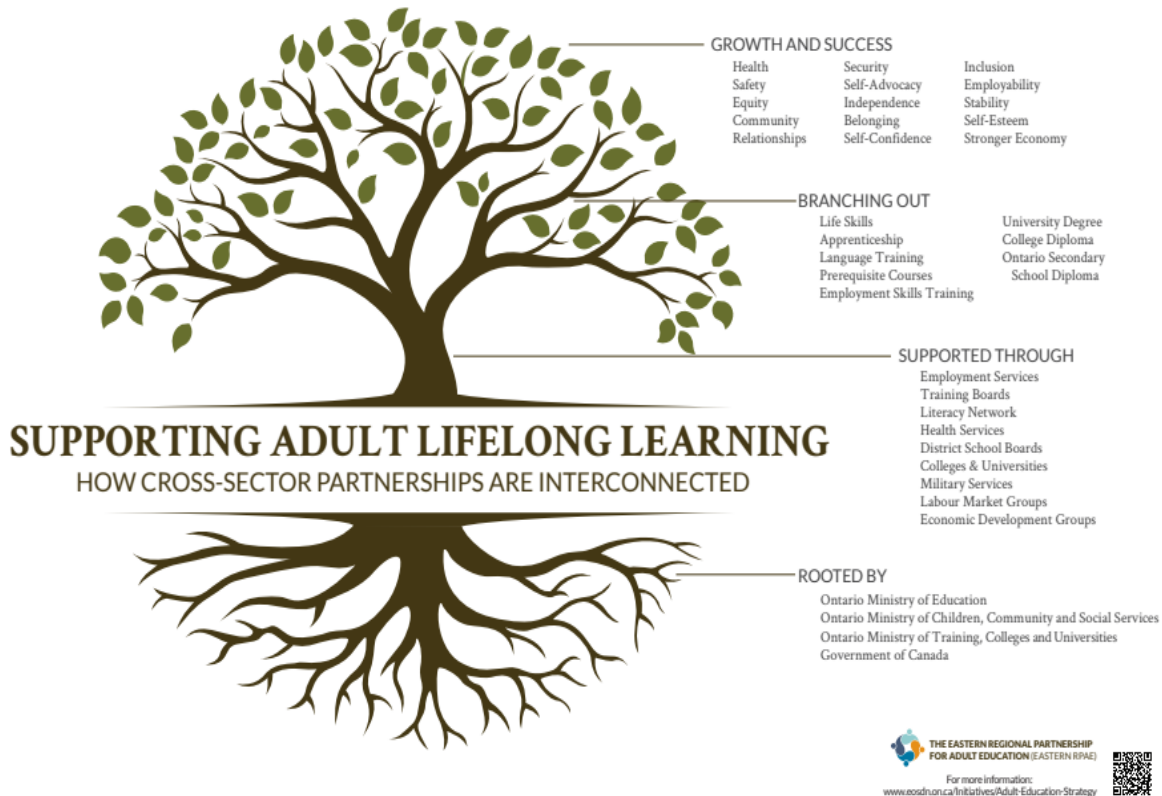 GROWTH AND SUCCESS
Health
Safety
Equity
Community
Relationships
Security
Self-Advocacy
Independence
Belonging
Self-Confidence
Inclusion
Employability
Stability
Self-Esteem
Stronger Economy
BRANCHING OUT
Life Skills
Apprenticeship
Language Training
Prerequisite Courses
Employment Skills Training
University Degree
College Diploma
Ontario Secondary
School Diploma
SUPPORTED THROUGH
Employment Services
Training Boards
Literacy Network
Health Services
District School Boards
Colleges & Universities
Military Services
Labour Market Groups
Economic Development Groups
SUPPORTING ADULT LIFELONG LEARNING
HOW CROSS-SECTOR PARTNERSHIPS ARE INTERCONNECTED
ROOTED BY
Ontario Ministry of Education
Ontario Ministry of Children, Community and Social Services
Ontario Ministry of Training, Colleges and Universities
Government of Canada
THE EASTERN REGIONAL PARTNERSHIP
FOR ADULT EDUCATION (EASTERN RPAE)
For more information:
www.eosdn.on.ca/Initiatives/Adult-Education-Strategy